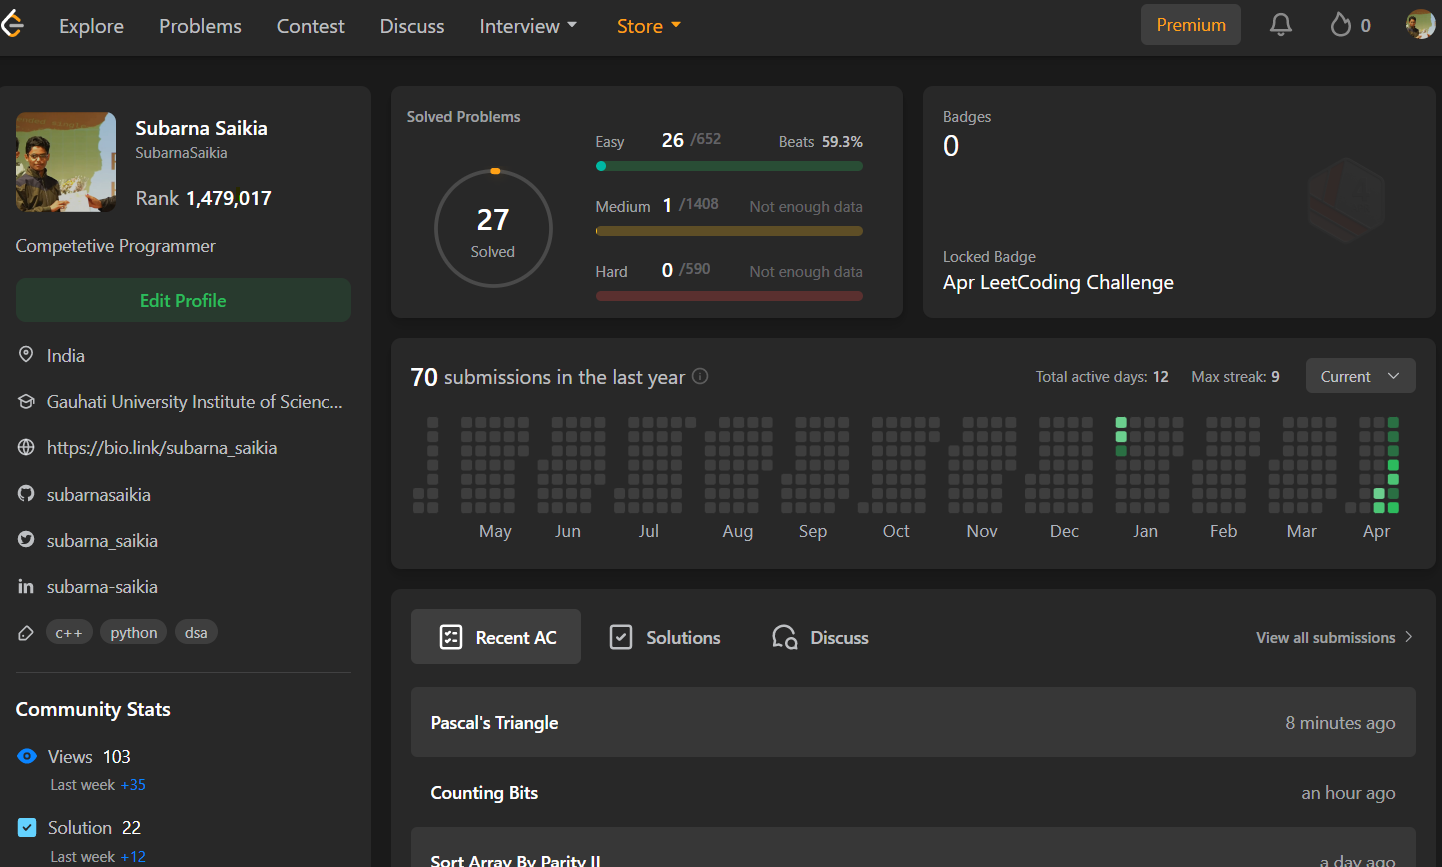 Explore Problems Contest Discuss Interview Store Premium 0
Subarna Saikia
SubarnaSaikia
Rank 1,479,017
Competetive Programmer
Edit Profile
India
Gauhati University Institute of Scienc...
https://bio.link/subarna_saikia
subarnasaikia
subarna_saikia
subarna-saikia
c++ python dsa
Community Stats
Views 103
Last week +35
Solution 22
Last week +12
Solved Problems
27
Solved
Easy 26 /652 Beats 59.3%
Medium 1 /1408 Not enough data
Hard 0 /590 Not enough data
Badges
0
Locked Badge
Apr LeetCoding Challenge
70 submissions in the last year Total active days: 12 Max streak: 9 Current
May Jun Jul Aug Sep Oct Nov Dec Jan Feb Mar Apr
Recent AC Solutions Discuss View all submissions
Pascal's Triangle 8 minutes ago
Counting Bits an hour ago
Sort Array By Parity II a day ago